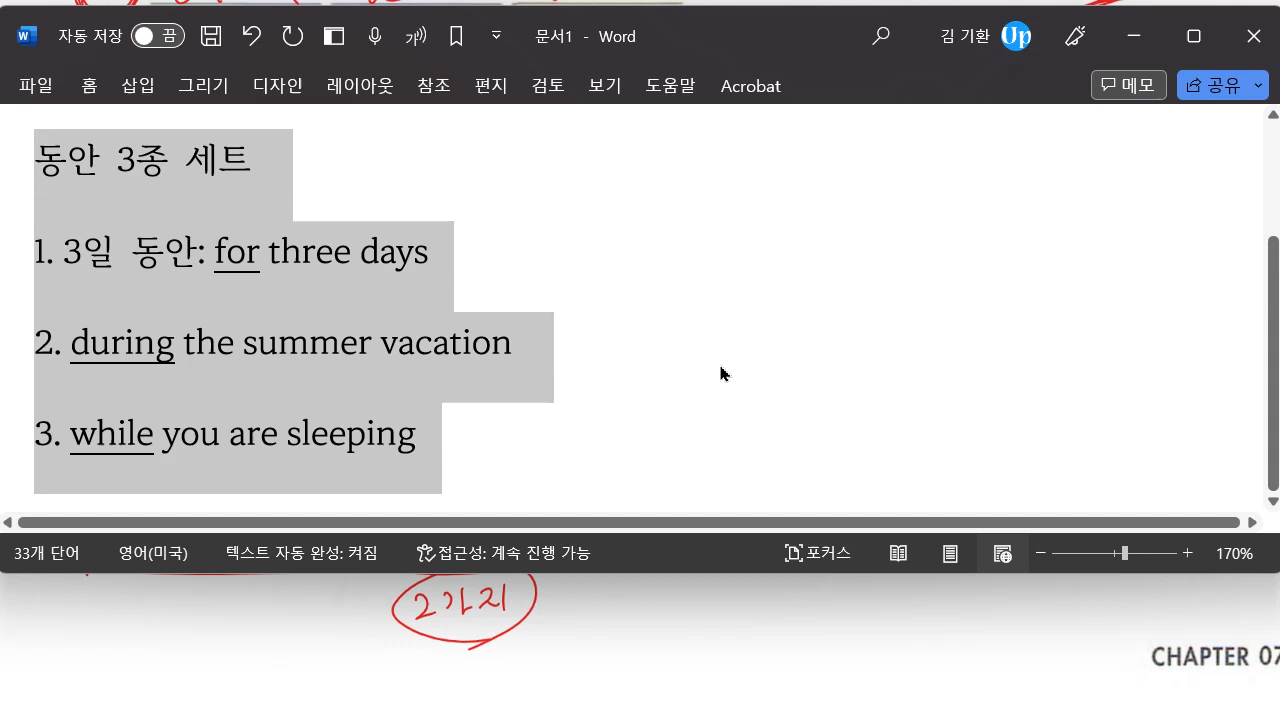 자동 저장 끔 가 문서1 - Word 김 기환 Up
파일 홈 삽입 그리기 디자인 레이아웃 참조 편지 검토 보기 도움말 Acrobat 메모 공유
동안 3종 세트
1. 3일 동안: for three days
2. during the summer vacation
3. while you are sleeping
33개 단어 영어(미국) 텍스트 자동 완성: 켜짐 접근성: 계속 진행 가능 포커스 170%
2가지
CHAPTER 07